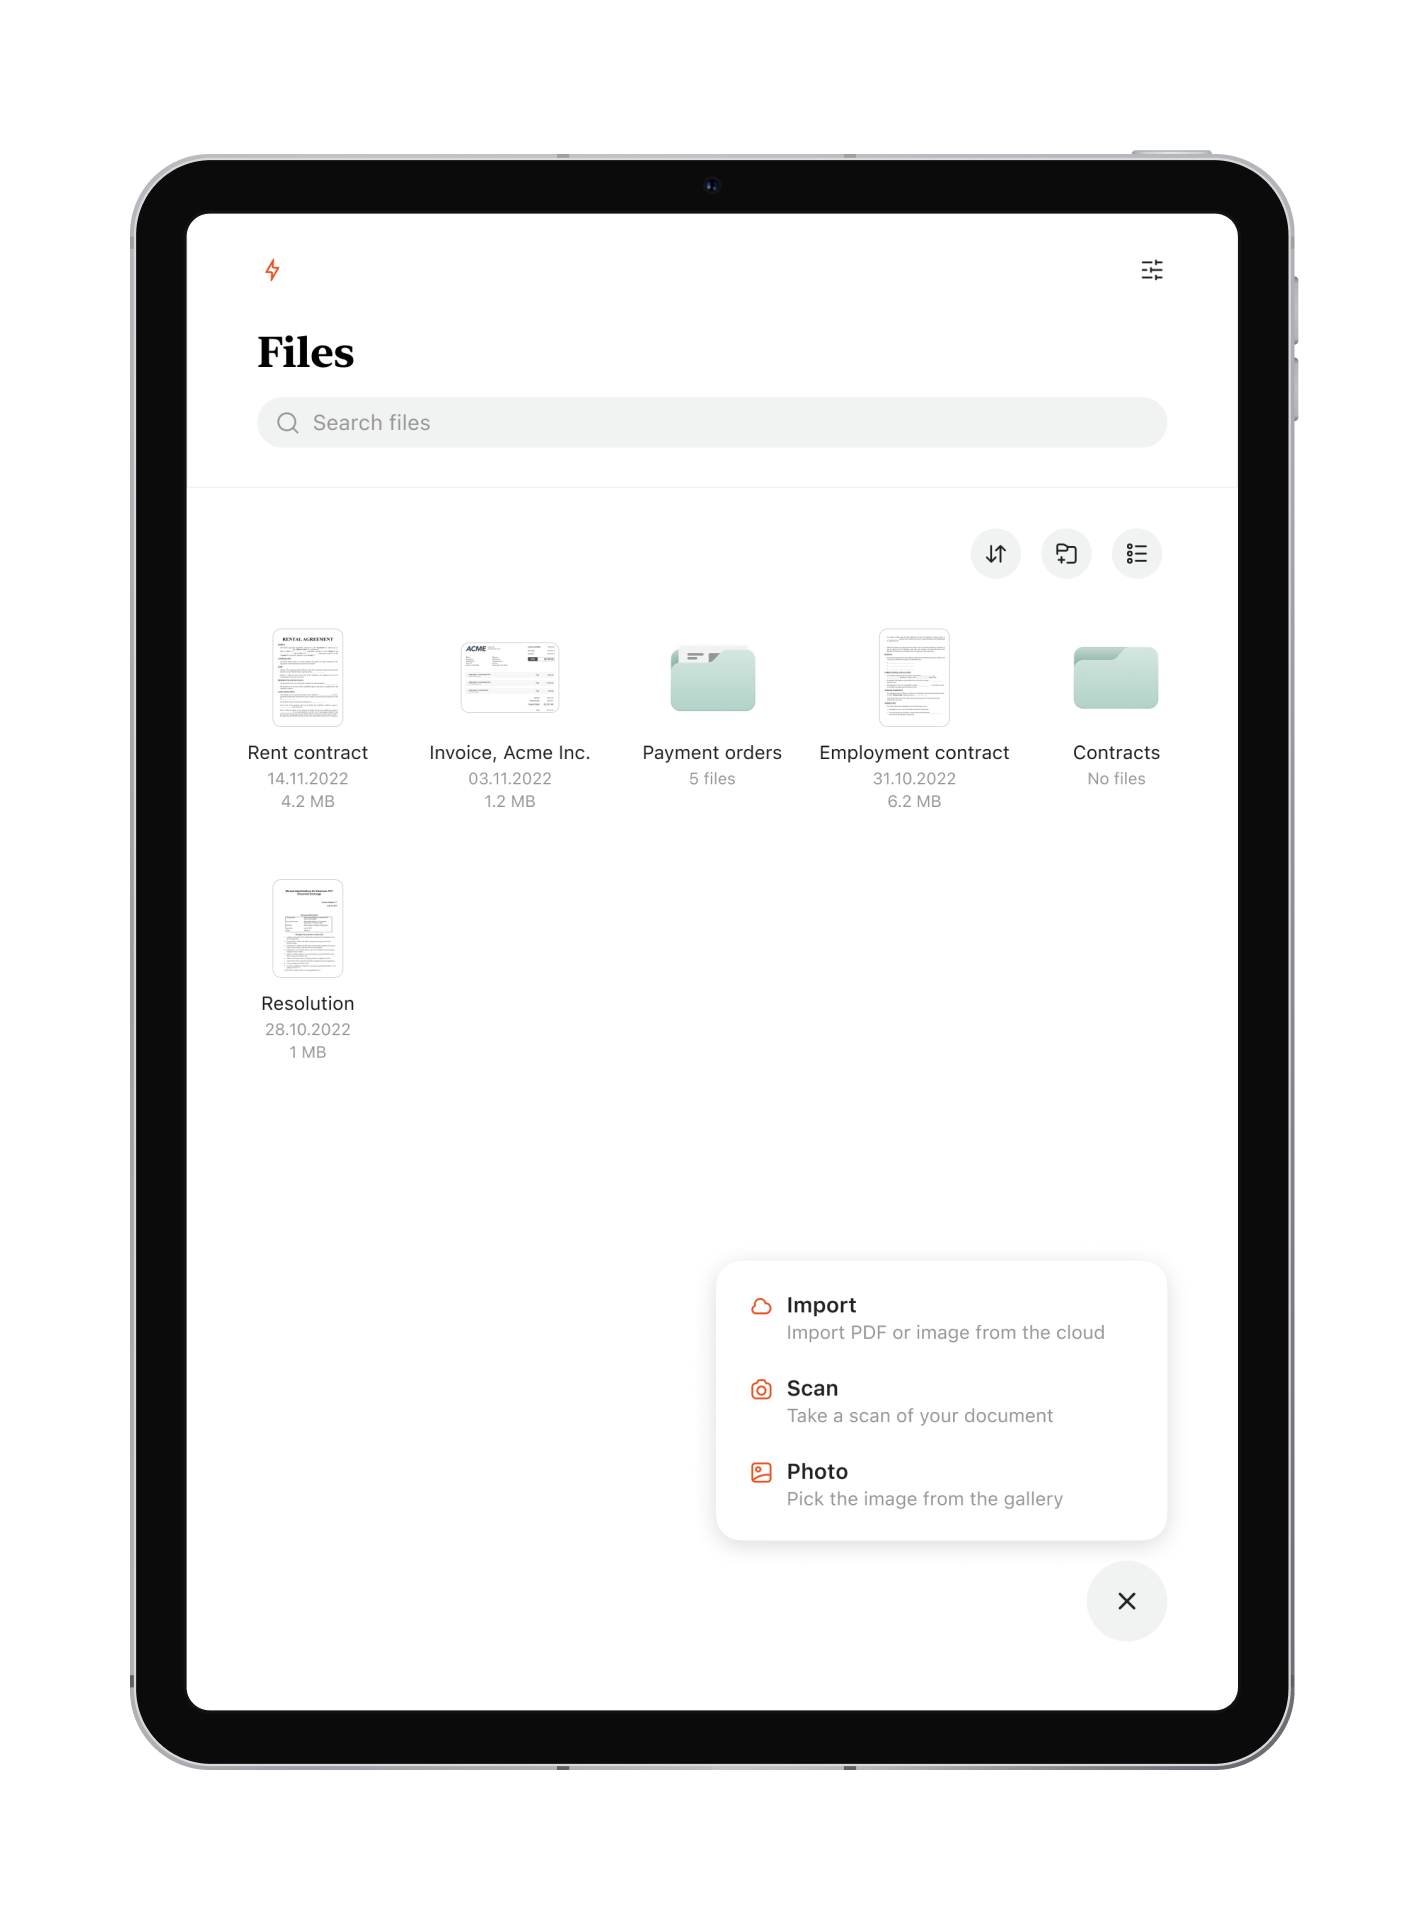 Files
Search files
RENTAL AGREEMENT
ACME
Rent contract
14.11.2022
4.2 MB
Invoice, Acme Inc.
03.11.2022
1.2 MB
Payment orders
5 files
Employment contract
31.10.2022
6.2 MB
Contracts
No files
Resolution
28.10.2022
1 MB
Import
Import PDF or image from the cloud
Scan
Take a scan of your document
Photo
Pick the image from the gallery